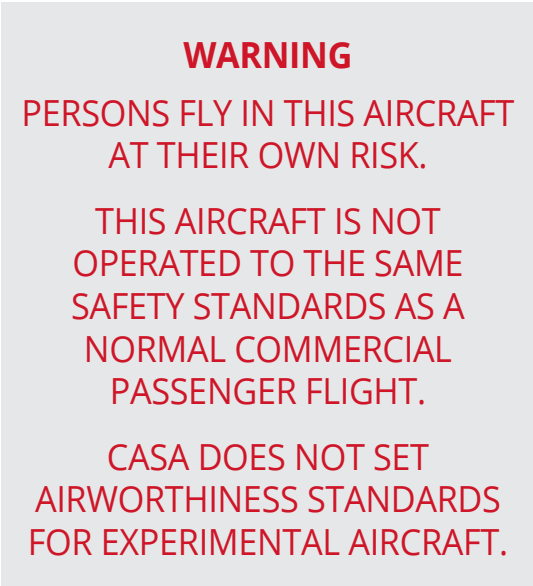 WARNING
PERSONS FLY IN THIS AIRCRAFT
AT THEIR OWN RISK.
THIS AIRCRAFT IS NOT
OPERATED TO THE SAME
SAFETY STANDARDS AS A
NORMAL COMMERCIAL
PASSENGER FLIGHT.
CASA DOES NOT SET
AIRWORTHINESS STANDARDS
FOR EXPERIMENTAL AIRCRAFT.